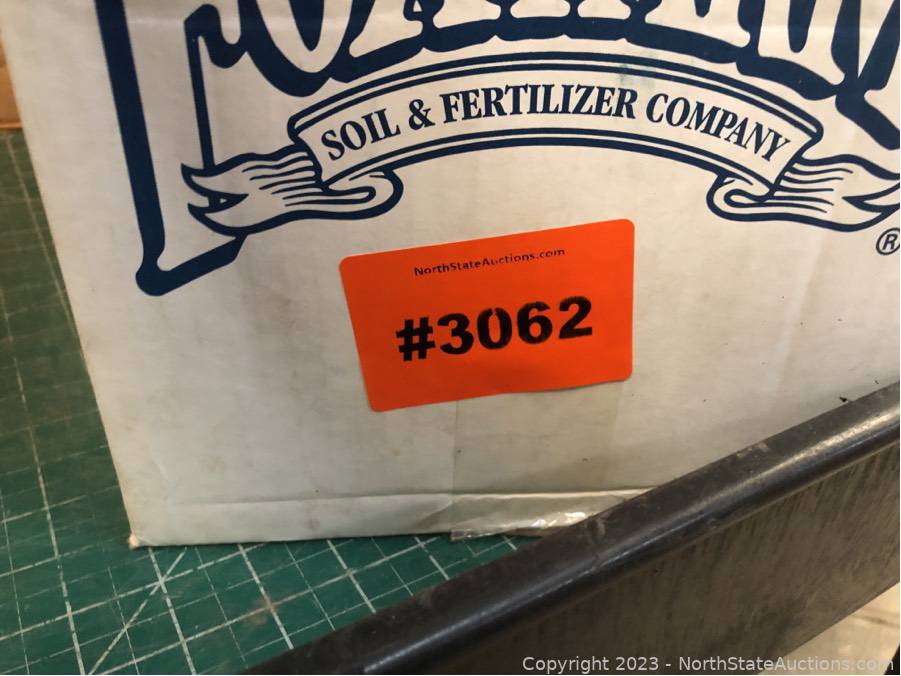 SOIL & FERTILIZER COMPANY
®
NorthStateAuctions.com
#3062
Copyright 2023 - NorthStateAuctions.com